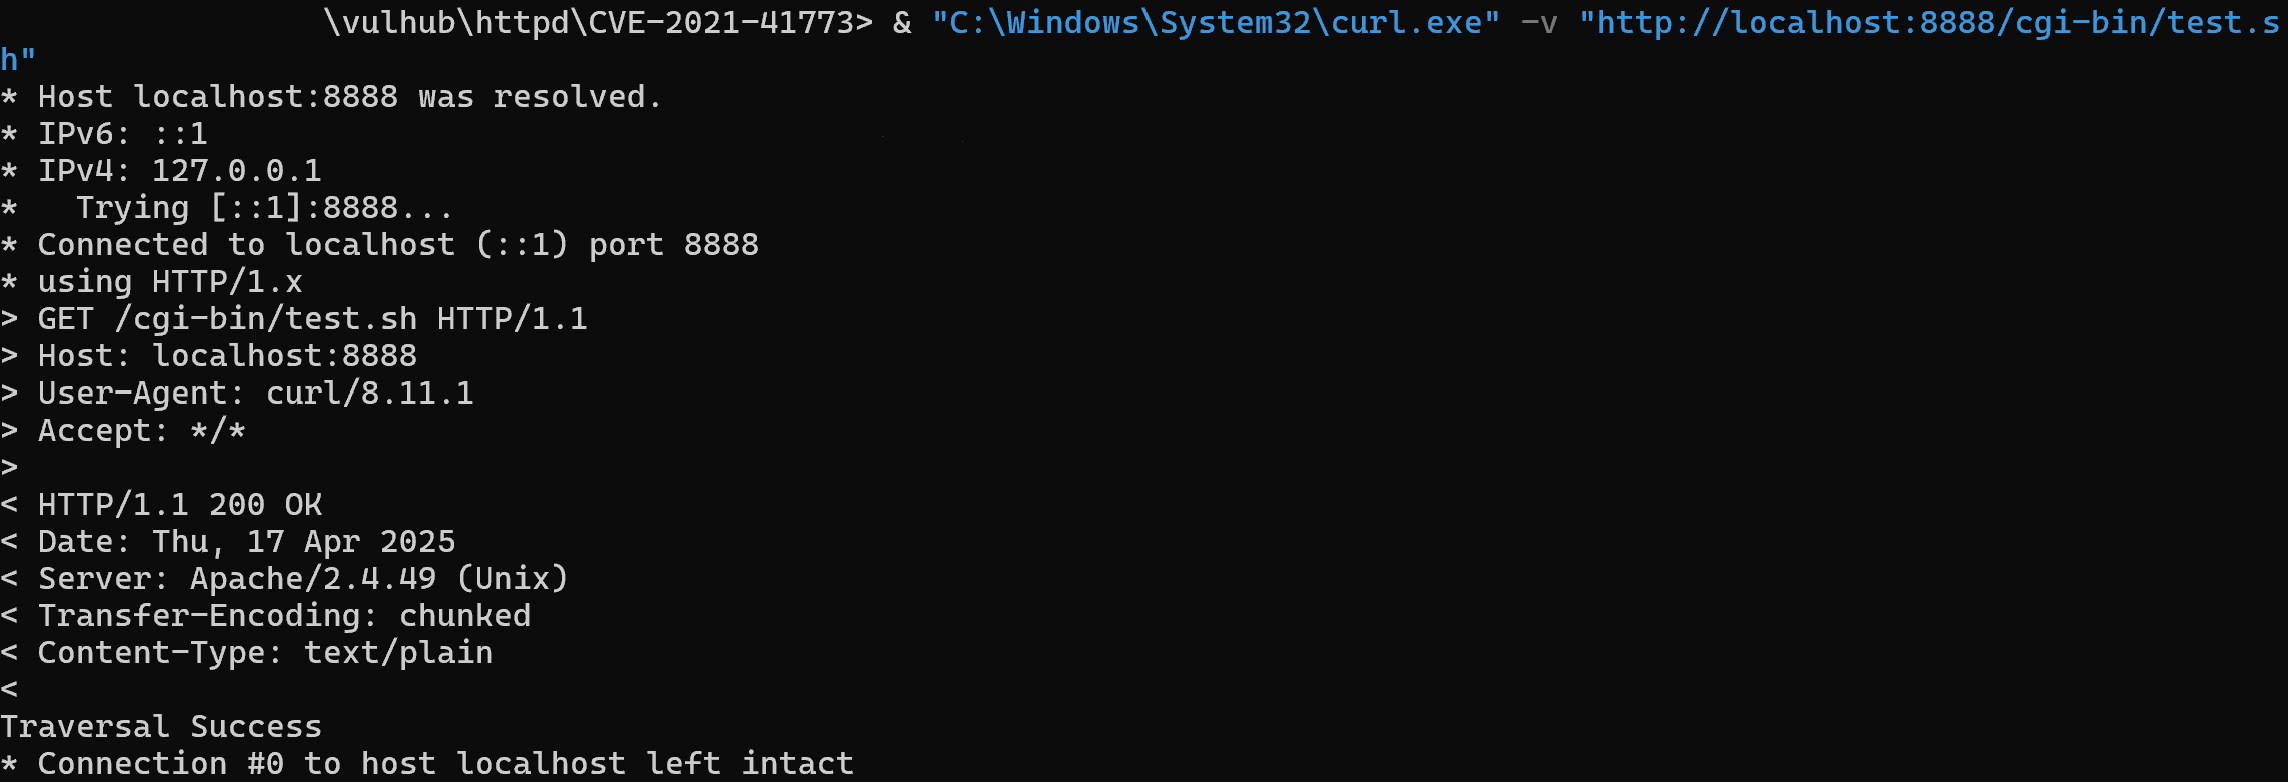 \vulhub\httpd\CVE-2021-41773> & "C:\Windows\System32\curl.exe" -v "http://localhost:8888/cgi-bin/test.s
h"
* Host localhost:8888 was resolved.
* IPv6: ::1
* IPv4: 127.0.0.1
*   Trying [::1]:8888...
* Connected to localhost (::1) port 8888
* using HTTP/1.x
> GET /cgi-bin/test.sh HTTP/1.1
> Host: localhost:8888
> User-Agent: curl/8.11.1
> Accept: */*
>
< HTTP/1.1 200 OK
< Date: Thu, 17 Apr 2025
< Server: Apache/2.4.49 (Unix)
< Transfer-Encoding: chunked
< Content-Type: text/plain
<
Traversal Success
* Connection #0 to host localhost left intact